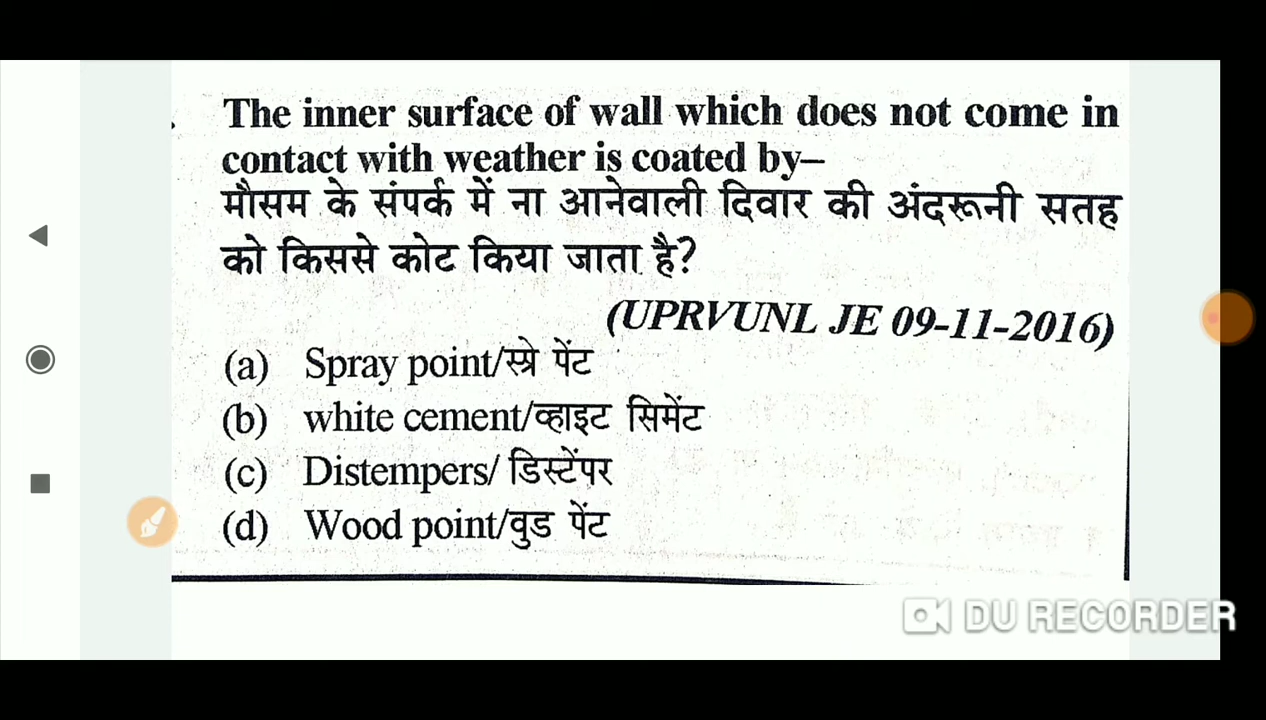 The inner surface of wall which does not come in
contact with weather is coated by–
मौसम के संपर्क में ना आनेवाली दिवार की अंदरूनी सतह
को किससे कोट किया जाता है?
(UPRVUNL JE 09-11-2016)
(a) Spray point/स्प्रे पेंट
(b) white cement/व्हाइट सिमेंट
(c) Distempers/ डिस्टेंपर
(d) Wood point/वुड पेंट
DU RECORDER